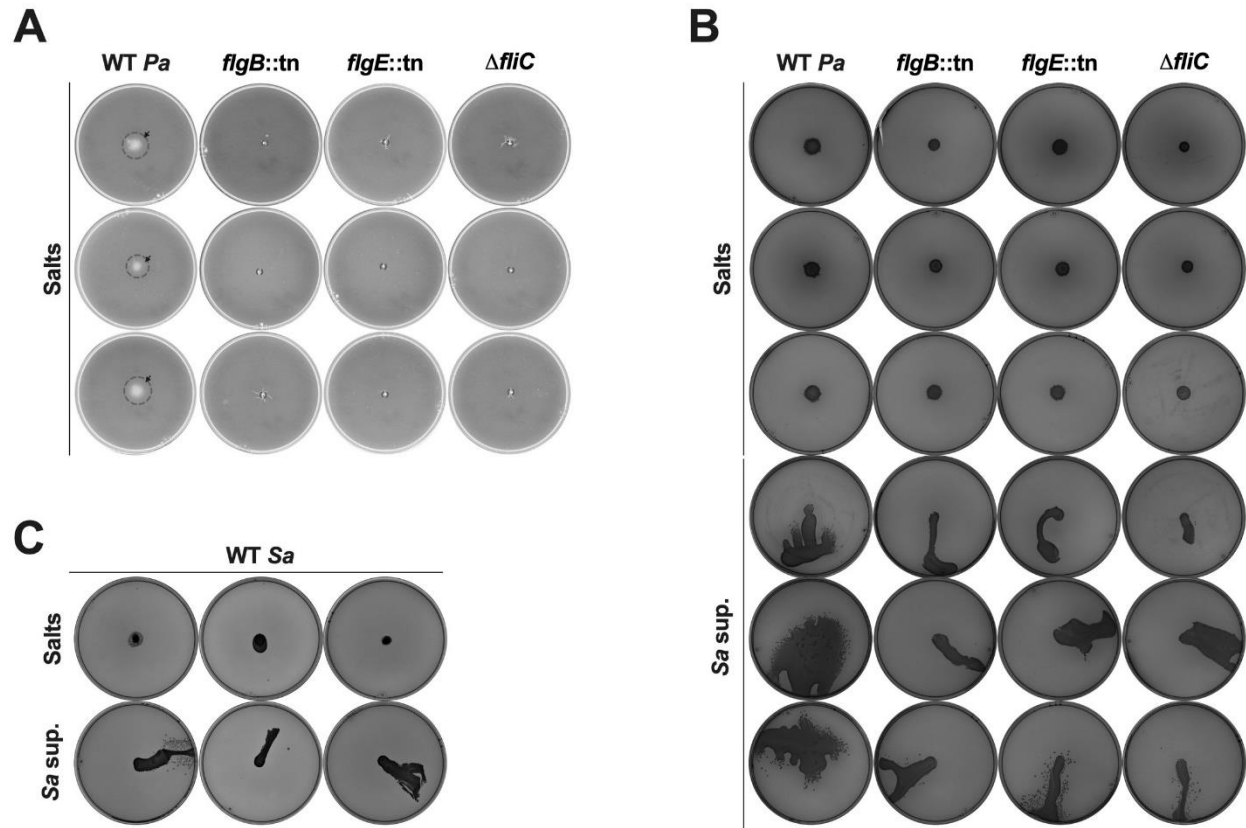 A
WT Pa flgB::tn flgE::tn ΔfliC
Salts
B
WT Pa flgB::tn flgE::tn ΔfliC
Salts
Sa sup.
C
WT Sa
Salts
Sa sup.